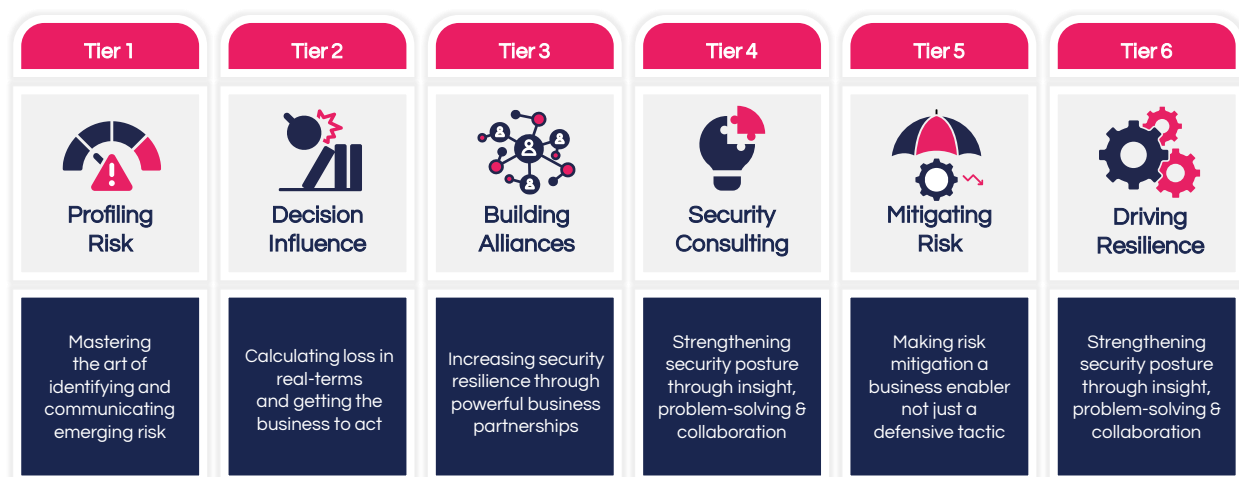 Tier 1
Tier 2
Tier 3
Tier 4
Tier 5
Tier 6
Profiling
Risk
Decision
Influence
Building
Alliances
Security
Consulting
Mitigating
Risk
Driving
Resilience
Mastering
the art of
identifying and
communicating
emerging risk
Calculating loss in
real-terms
and getting the
business to act
Increasing security
resilience through
powerful business
partnerships
Strengthening
security posture
through insight,
problem-solving &
collaboration
Making risk
mitigation a
business enabler
not just a
defensive tactic
Strengthening
security posture
through insight,
problem-solving &
collaboration